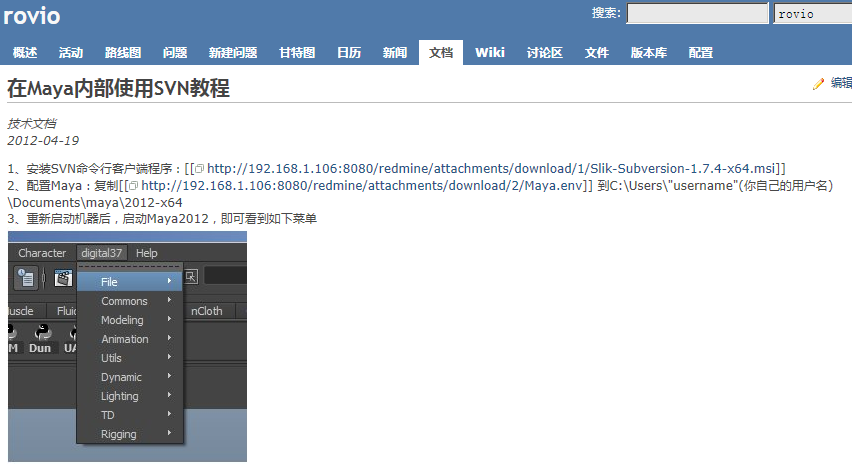 rovio
搜索:
rovio
概述 活动 路线图 问题 新建问题 甘特图 日历 新闻 文档 Wiki 讨论区 文件 版本库 配置
在Maya内部使用SVN教程
编辑
技术文档
2012-04-19
1、安装SVN命令行客户端程序：[[http://192.168.1.106:8080/redmine/attachments/download/1/Slik-Subversion-1.7.4-x64.msi]]
2、配置Maya：复制[[http://192.168.1.106:8080/redmine/attachments/download/2/Maya.env]] 到C:\Users\"username"(你自己的用户名)
\Documents\maya\2012-x64
3、重新启动机器后，启动Maya2012，即可看到如下菜单
Character digital37 Help
File
Commons
uscle Fluid nCloth
Modeling
Animation
M Dun UA
Utils
Dynamic
Lighting
TD
Rigging